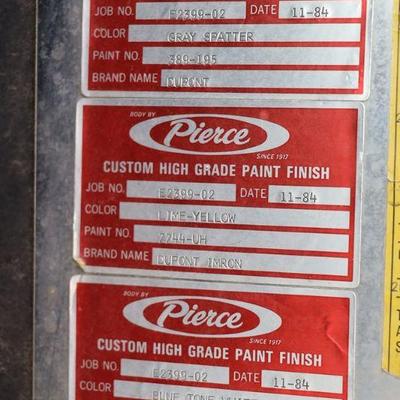 JOB NO. E2399-02 DATE 11-84
COLOR GRAY SPATTER
PAINT NO. 389-195
BRAND NAME DUPONT
BODY BY
Pierce
SINCE 1917
CUSTOM HIGH GRADE PAINT FINISH
JOB NO. E2399-02 DATE 11-84
COLOR LIME-YELLOW
PAINT NO. 7744-UH
BRAND NAME DUPONT IMRON
BODY BY
Pierce
SINCE 1917
CUSTOM HIGH GRADE PAINT FINISH
JOB NO. E2399-02 DATE 11-84
COLOR BLUE TONE WHITE